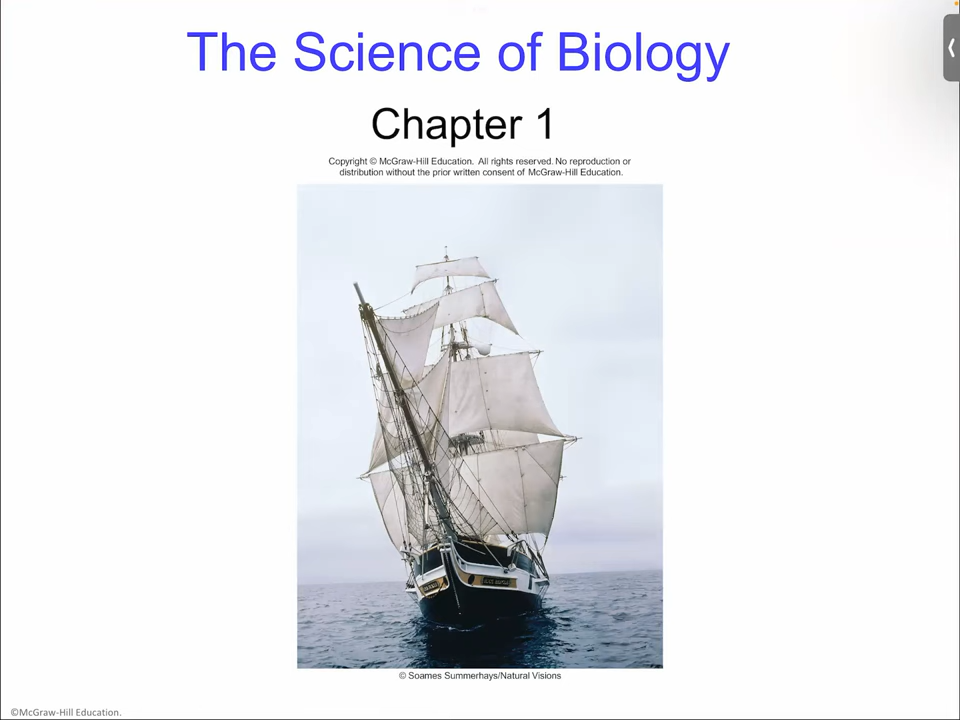 The Science of Biology
Chapter 1
Copyright © McGraw-Hill Education. All rights reserved. No reproduction or
distribution without the prior written consent of McGraw-Hill Education.
© Soames Summerhays/Natural Visions
©McGraw-Hill Education.